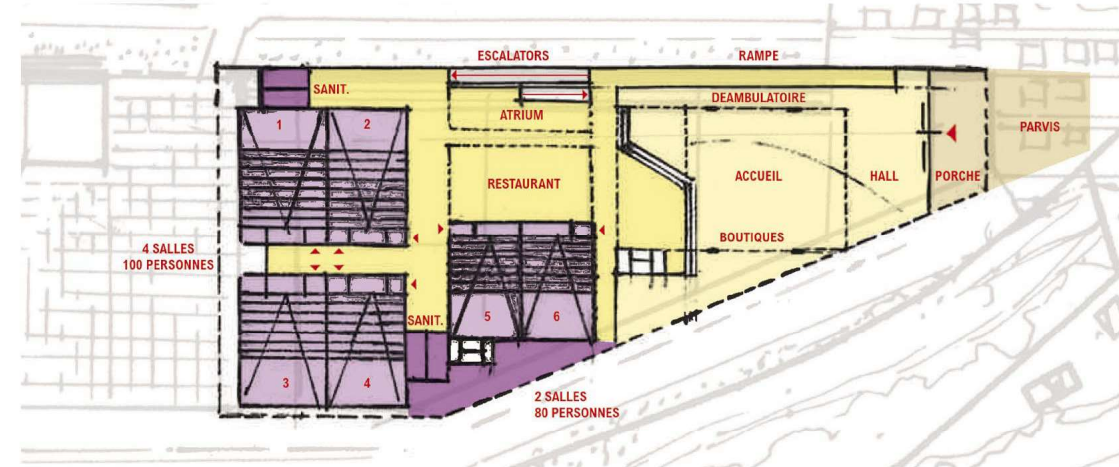 ESCALATORS
RAMPE
SANIT.
DEAMBULATOIRE
ATRIUM
1
2
PARVIS
RESTAURANT
ACCUEIL
HALL
PORCHE
BOUTIQUES
4 SALLES
100 PERSONNES
SANIT.
5
6
3
4
2 SALLES
80 PERSONNES